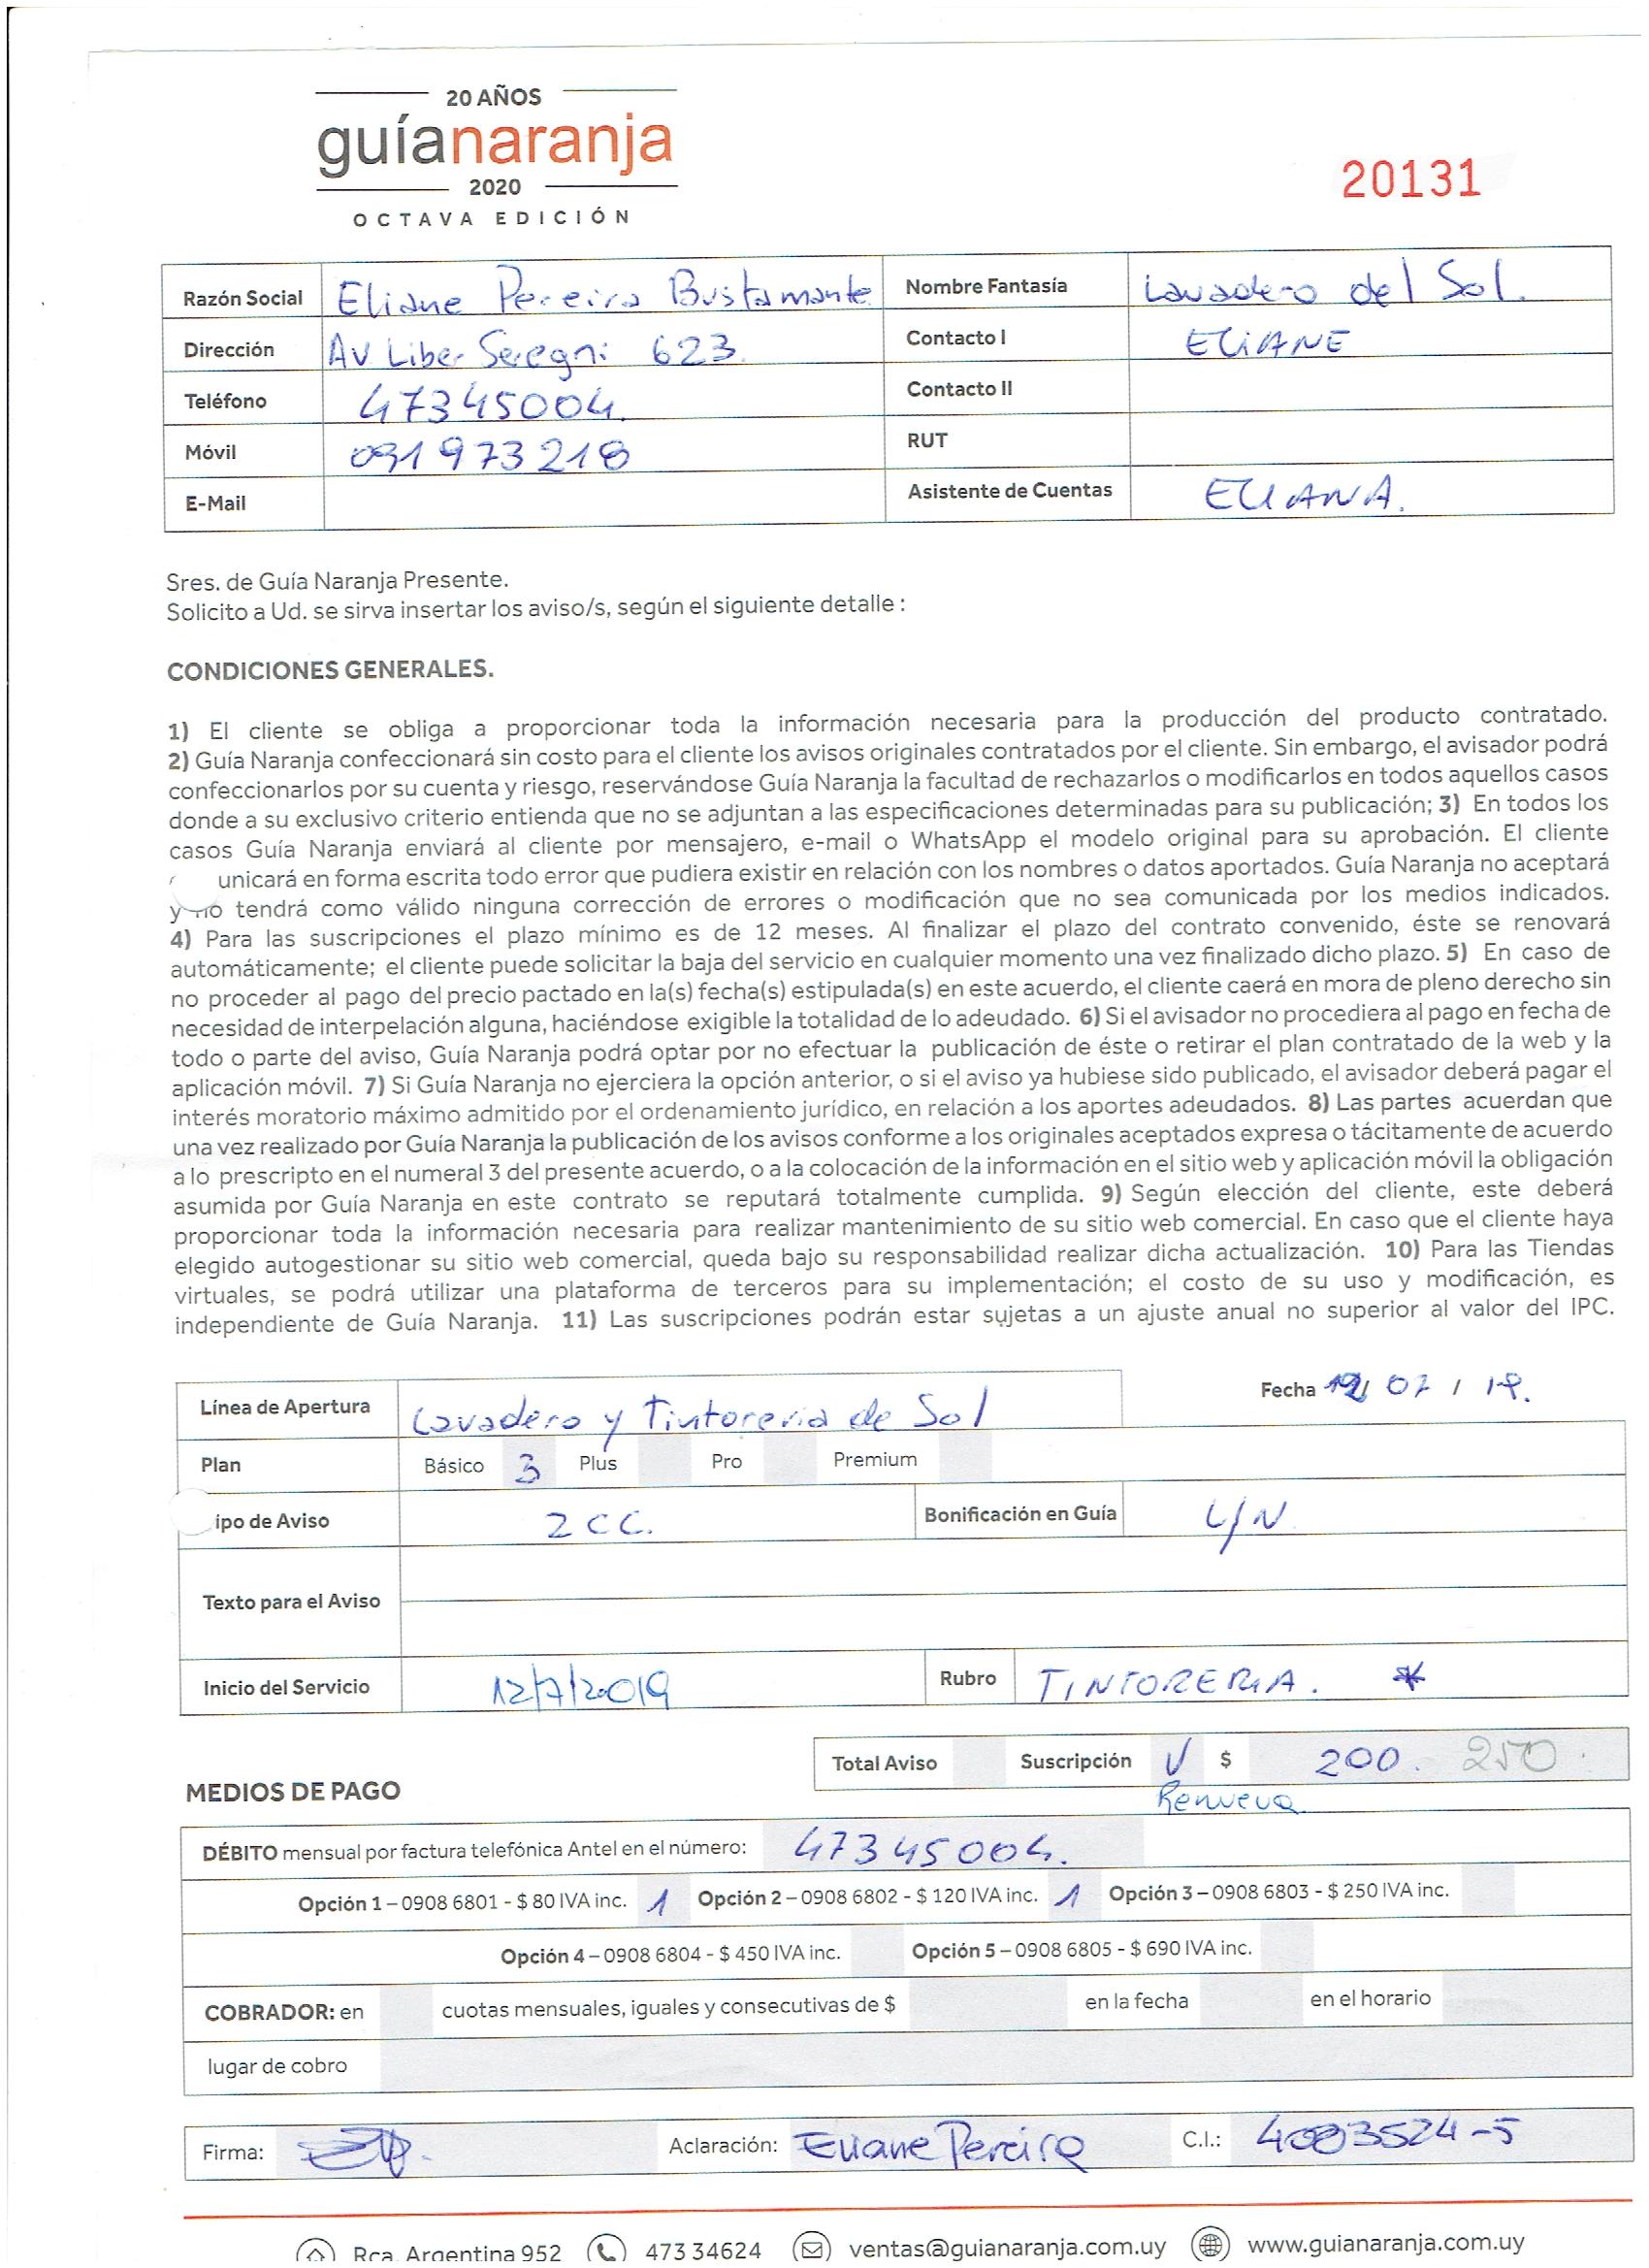 20 AÑOS
guíanaranja
2020
OCTAVA EDICIÓN
20131
Razón Social Eliane Pereira Bustamante Nombre Fantasía Lavadero del Sol.
Dirección Av Liber Seregni 623. Contacto I ELIANE
Teléfono 47345004. Contacto II
Móvil 091973218 RUT
E-Mail Asistente de Cuentas ELIANA.
Sres. de Guía Naranja Presente.
Solicito a Ud. se sirva insertar los aviso/s, según el siguiente detalle :
CONDICIONES GENERALES.
1) El cliente se obliga a proporcionar toda la información necesaria para la producción del producto contratado.
2) Guía Naranja confeccionará sin costo para el cliente los avisos originales contratados por el cliente. Sin embargo, el avisador podrá
confeccionarlos por su cuenta y riesgo, reservándose Guía Naranja la facultad de rechazarlos o modificarlos en todos aquellos casos
donde a su exclusivo criterio entienda que no se adjuntan a las especificaciones determinadas para su publicación; 3) En todos los
casos Guía Naranja enviará al cliente por mensajero, e-mail o WhatsApp el modelo original para su aprobación. El cliente
unicará en forma escrita todo error que pudiera existir en relación con los nombres o datos aportados. Guía Naranja no aceptará
y no tendrá como válido ninguna corrección de errores o modificación que no sea comunicada por los medios indicados.
4) Para las suscripciones el plazo mínimo es de 12 meses. Al finalizar el plazo del contrato convenido, éste se renovará
automáticamente; el cliente puede solicitar la baja del servicio en cualquier momento una vez finalizado dicho plazo. 5) En caso de
no proceder al pago del precio pactado en la(s) fecha(s) estipulada(s) en este acuerdo, el cliente caerá en mora de pleno derecho sin
necesidad de interpelación alguna, haciéndose exigible la totalidad de lo adeudado. 6) Si el avisador no procediera al pago en fecha de
todo o parte del aviso, Guía Naranja podrá optar por no efectuar la publicación de éste o retirar el plan contratado de la web y la
aplicación móvil. 7) Si Guía Naranja no ejerciera la opción anterior, o si el aviso ya hubiese sido publicado, el avisador deberá pagar el
interés moratorio máximo admitido por el ordenamiento jurídico, en relación a los aportes adeudados. 8) Las partes acuerdan que
una vez realizado por Guía Naranja la publicación de los avisos conforme a los originales aceptados expresa o tácitamente de acuerdo
a lo prescripto en el numeral 3 del presente acuerdo, o a la colocación de la información en el sitio web y aplicación móvil la obligación
asumida por Guía Naranja en este contrato se reputará totalmente cumplida. 9) Según elección del cliente, este deberá
proporcionar toda la información necesaria para realizar mantenimiento de su sitio web comercial. En caso que el cliente haya
elegido autogestionar su sitio web comercial, queda bajo su responsabilidad realizar dicha actualización. 10) Para las Tiendas
virtuales, se podrá utilizar una plataforma de terceros para su implementación; el costo de su uso y modificación, es
independiente de Guía Naranja. 11) Las suscripciones podrán estar sujetas a un ajuste anual no superior al valor del IPC.
Línea de Apertura Lavadero y Tintoreria de Sol Fecha 12/ 07 / 19.
Plan Básico 3 Plus Pro Premium
ipo de Aviso 2 CC. Bonificación en Guía L/N
Texto para el Aviso
Inicio del Servicio 12/7/2019 Rubro TINTORERIA. *
Total Aviso Suscripción V $ 200. 250.
Renueva
MEDIOS DE PAGO
DÉBITO mensual por factura telefónica Antel en el número: 47345004.
Opción 1 – 0908 6801 - $ 80 IVA inc. 1 Opción 2 – 0908 6802 - $ 120 IVA inc. 1 Opción 3 – 0908 6803 - $ 250 IVA inc.
Opción 4 – 0908 6804 - $ 450 IVA inc. Opción 5 – 0908 6805 - $ 690 IVA inc.
COBRADOR: en cuotas mensuales, iguales y consecutivas de $ en la fecha en el horario
lugar de cobro
Firma: Aclaración: Eliane Pereira C.I.: 4003524-5
Rca. Argentina 952 473 34624 ventas@guianaranja.com.uy www.guianaranja.com.uy